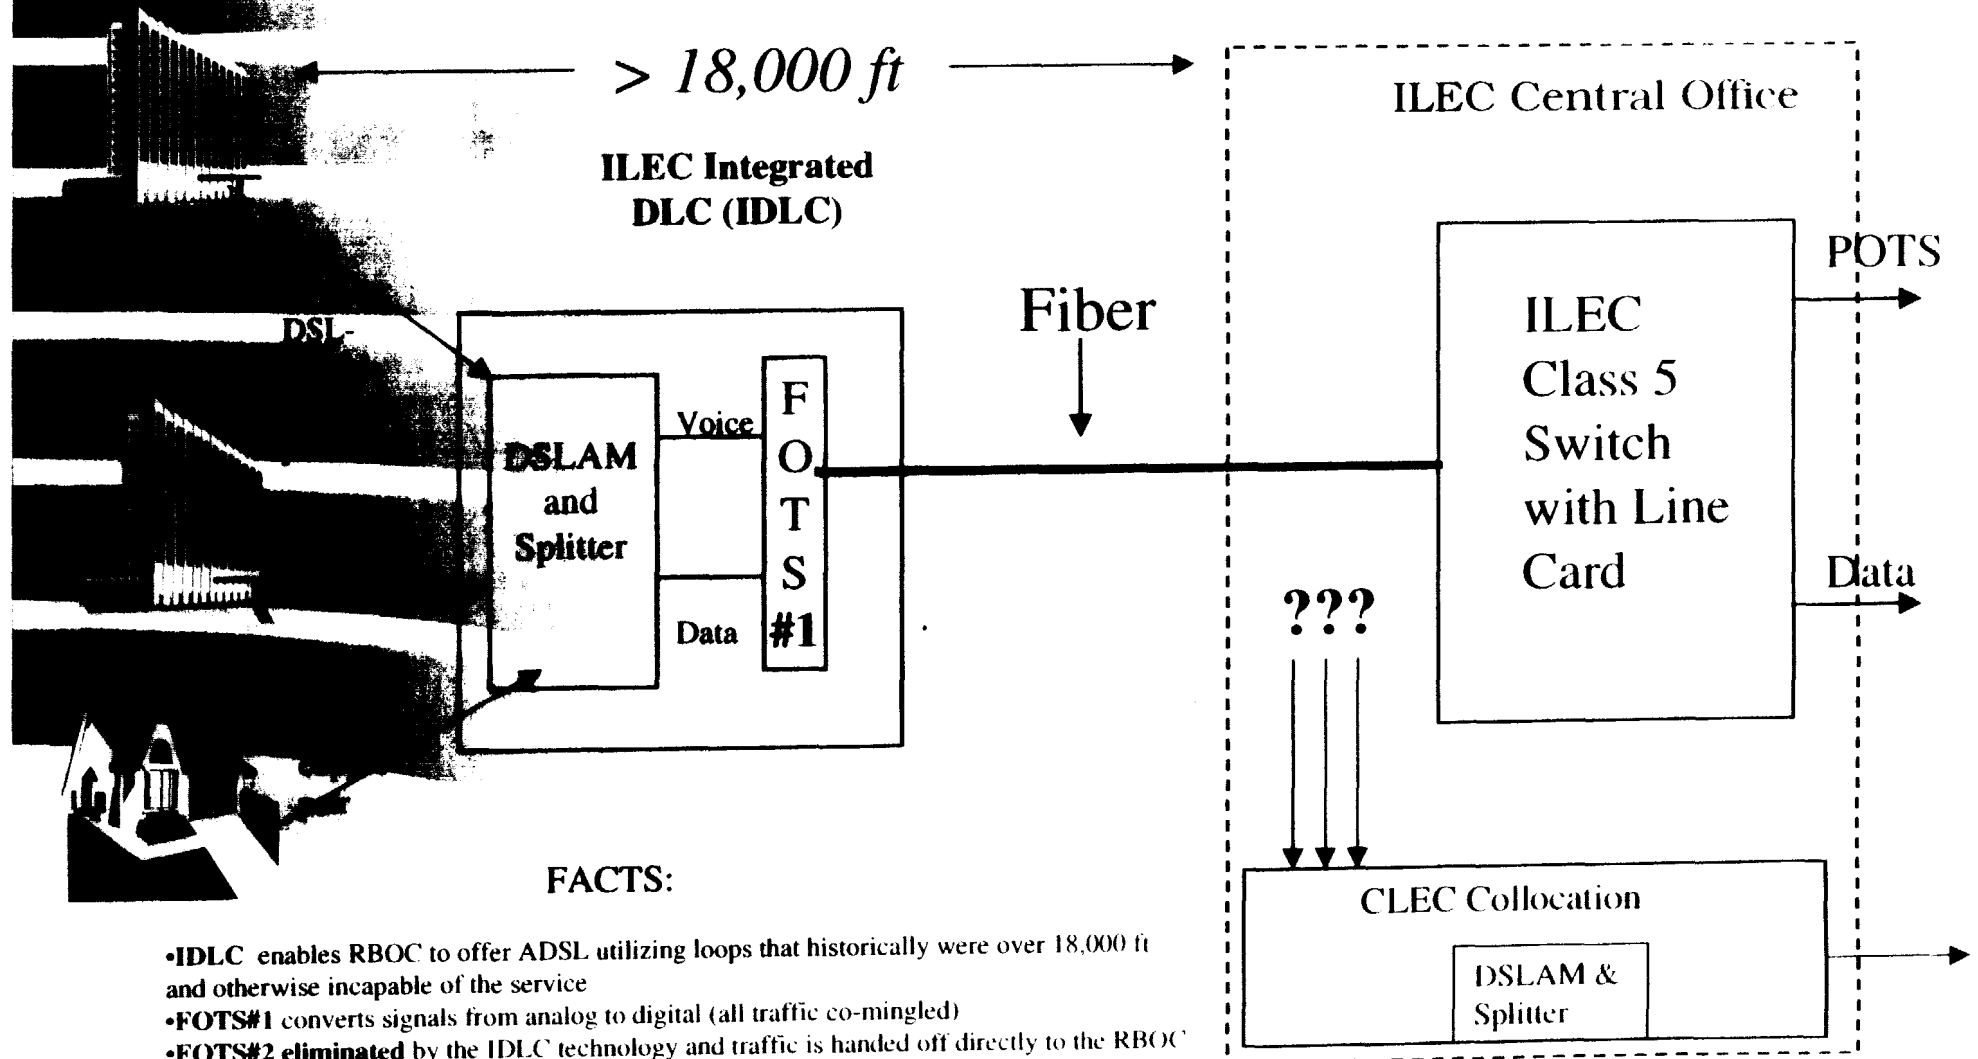 > 18,000 ft
ILEC Central Office
ILEC Integrated
DLC (IDLC)
POTS
Fiber
ILEC
Class 5
Switch
with Line
Card
DSL-
F
O
T
S
#1
Voice
DSLAM
and
Splitter
Data
Data
???
FACTS:
CLEC Collocation
•IDLC enables RBOC to offer ADSL utilizing loops that historically were over 18,000 ft
and otherwise incapable of the service
DSLAM &
Splitter
•FOTS#1 converts signals from analog to digital (all traffic co-mingled)
•FOTS#2 eliminated by the IDLC technology and traffic is handed off directly to the RBOC